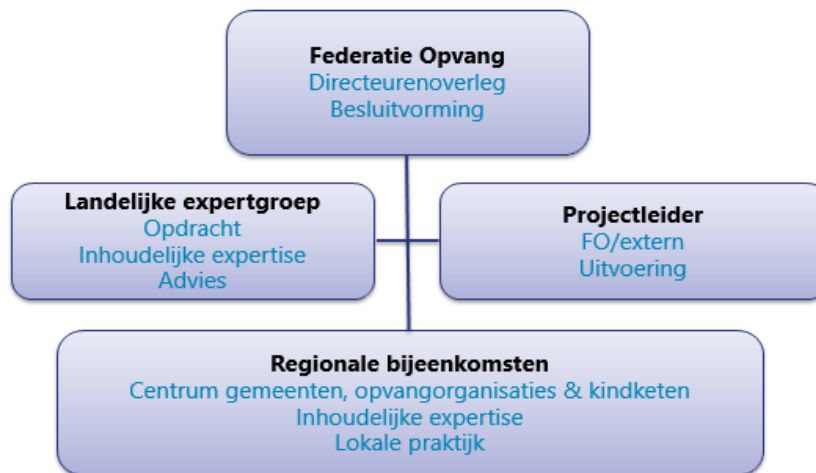 Federatie Opvang
Directeurenoverleg
Besluitvorming
Landelijke expertgroep
Opdracht
Inhoudelijke expertise
Advies
Projectleider
FO/extern
Uitvoering
Regionale bijeenkomsten
Centrum gemeenten, opvangorganisaties & kindketen
Inhoudelijke expertise
Lokale praktijk